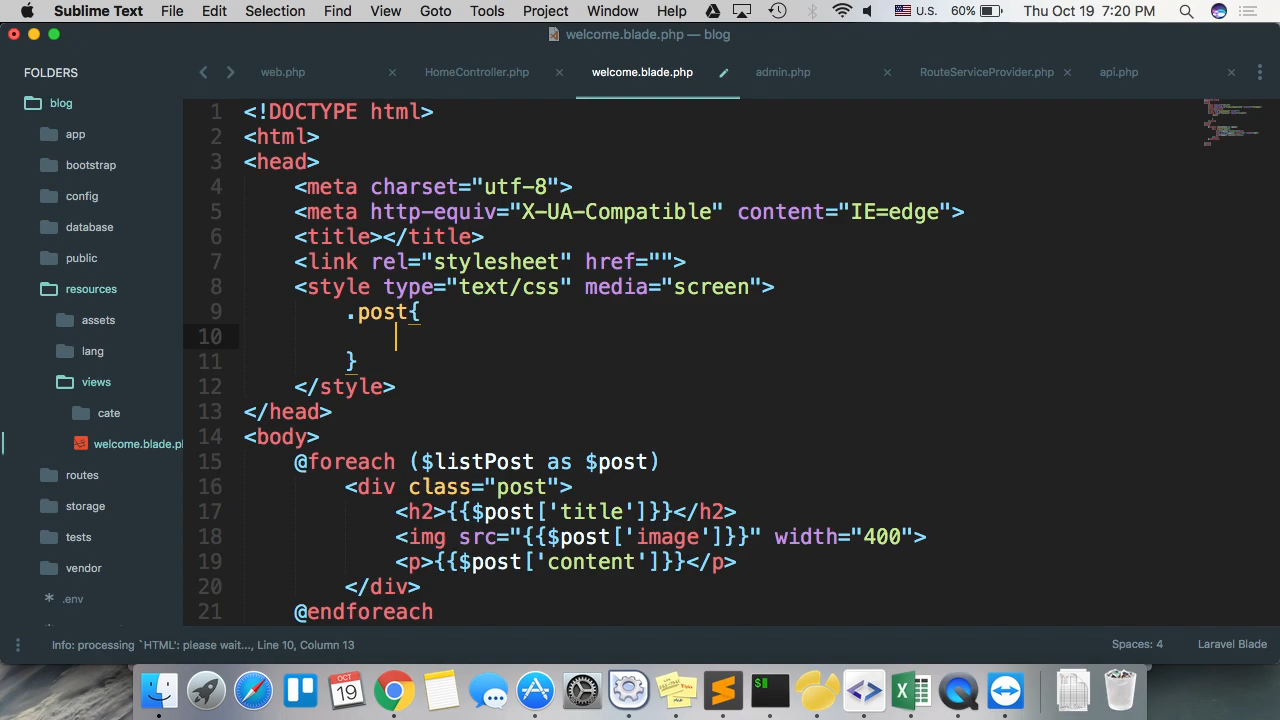 Sublime Text File Edit Selection Find View Goto Tools Project Window Help U.S. 60% Thu Oct 19 7:20 PM
welcome.blade.php — blog
FOLDERS
blog
app
bootstrap
config
database
public
resources
assets
lang
views
cate
welcome.blade.p
routes
storage
tests
vendor
.env
web.php HomeController.php welcome.blade.php admin.php RouteServiceProvider.php api.php
1 <!DOCTYPE html>
2 <html>
3 <head>
4 <meta charset="utf-8">
5 <meta http-equiv="X-UA-Compatible" content="IE=edge">
6 <title></title>
7 <link rel="stylesheet" href="">
8 <style type="text/css" media="screen">
9 .post{
10
11 }
12 </style>
13 </head>
14 <body>
15 @foreach ($listPost as $post)
16 <div class="post">
17 <h2>{{$post['title']}}</h2>
18 <img src="{{$post['image']}}" width="400">
19 <p>{{$post['content']}}</p>
20 </div>
21 @endforeach
Info: processing `HTML': please wait..., Line 10, Column 13 Spaces: 4 Laravel Blade
OCT
19
$